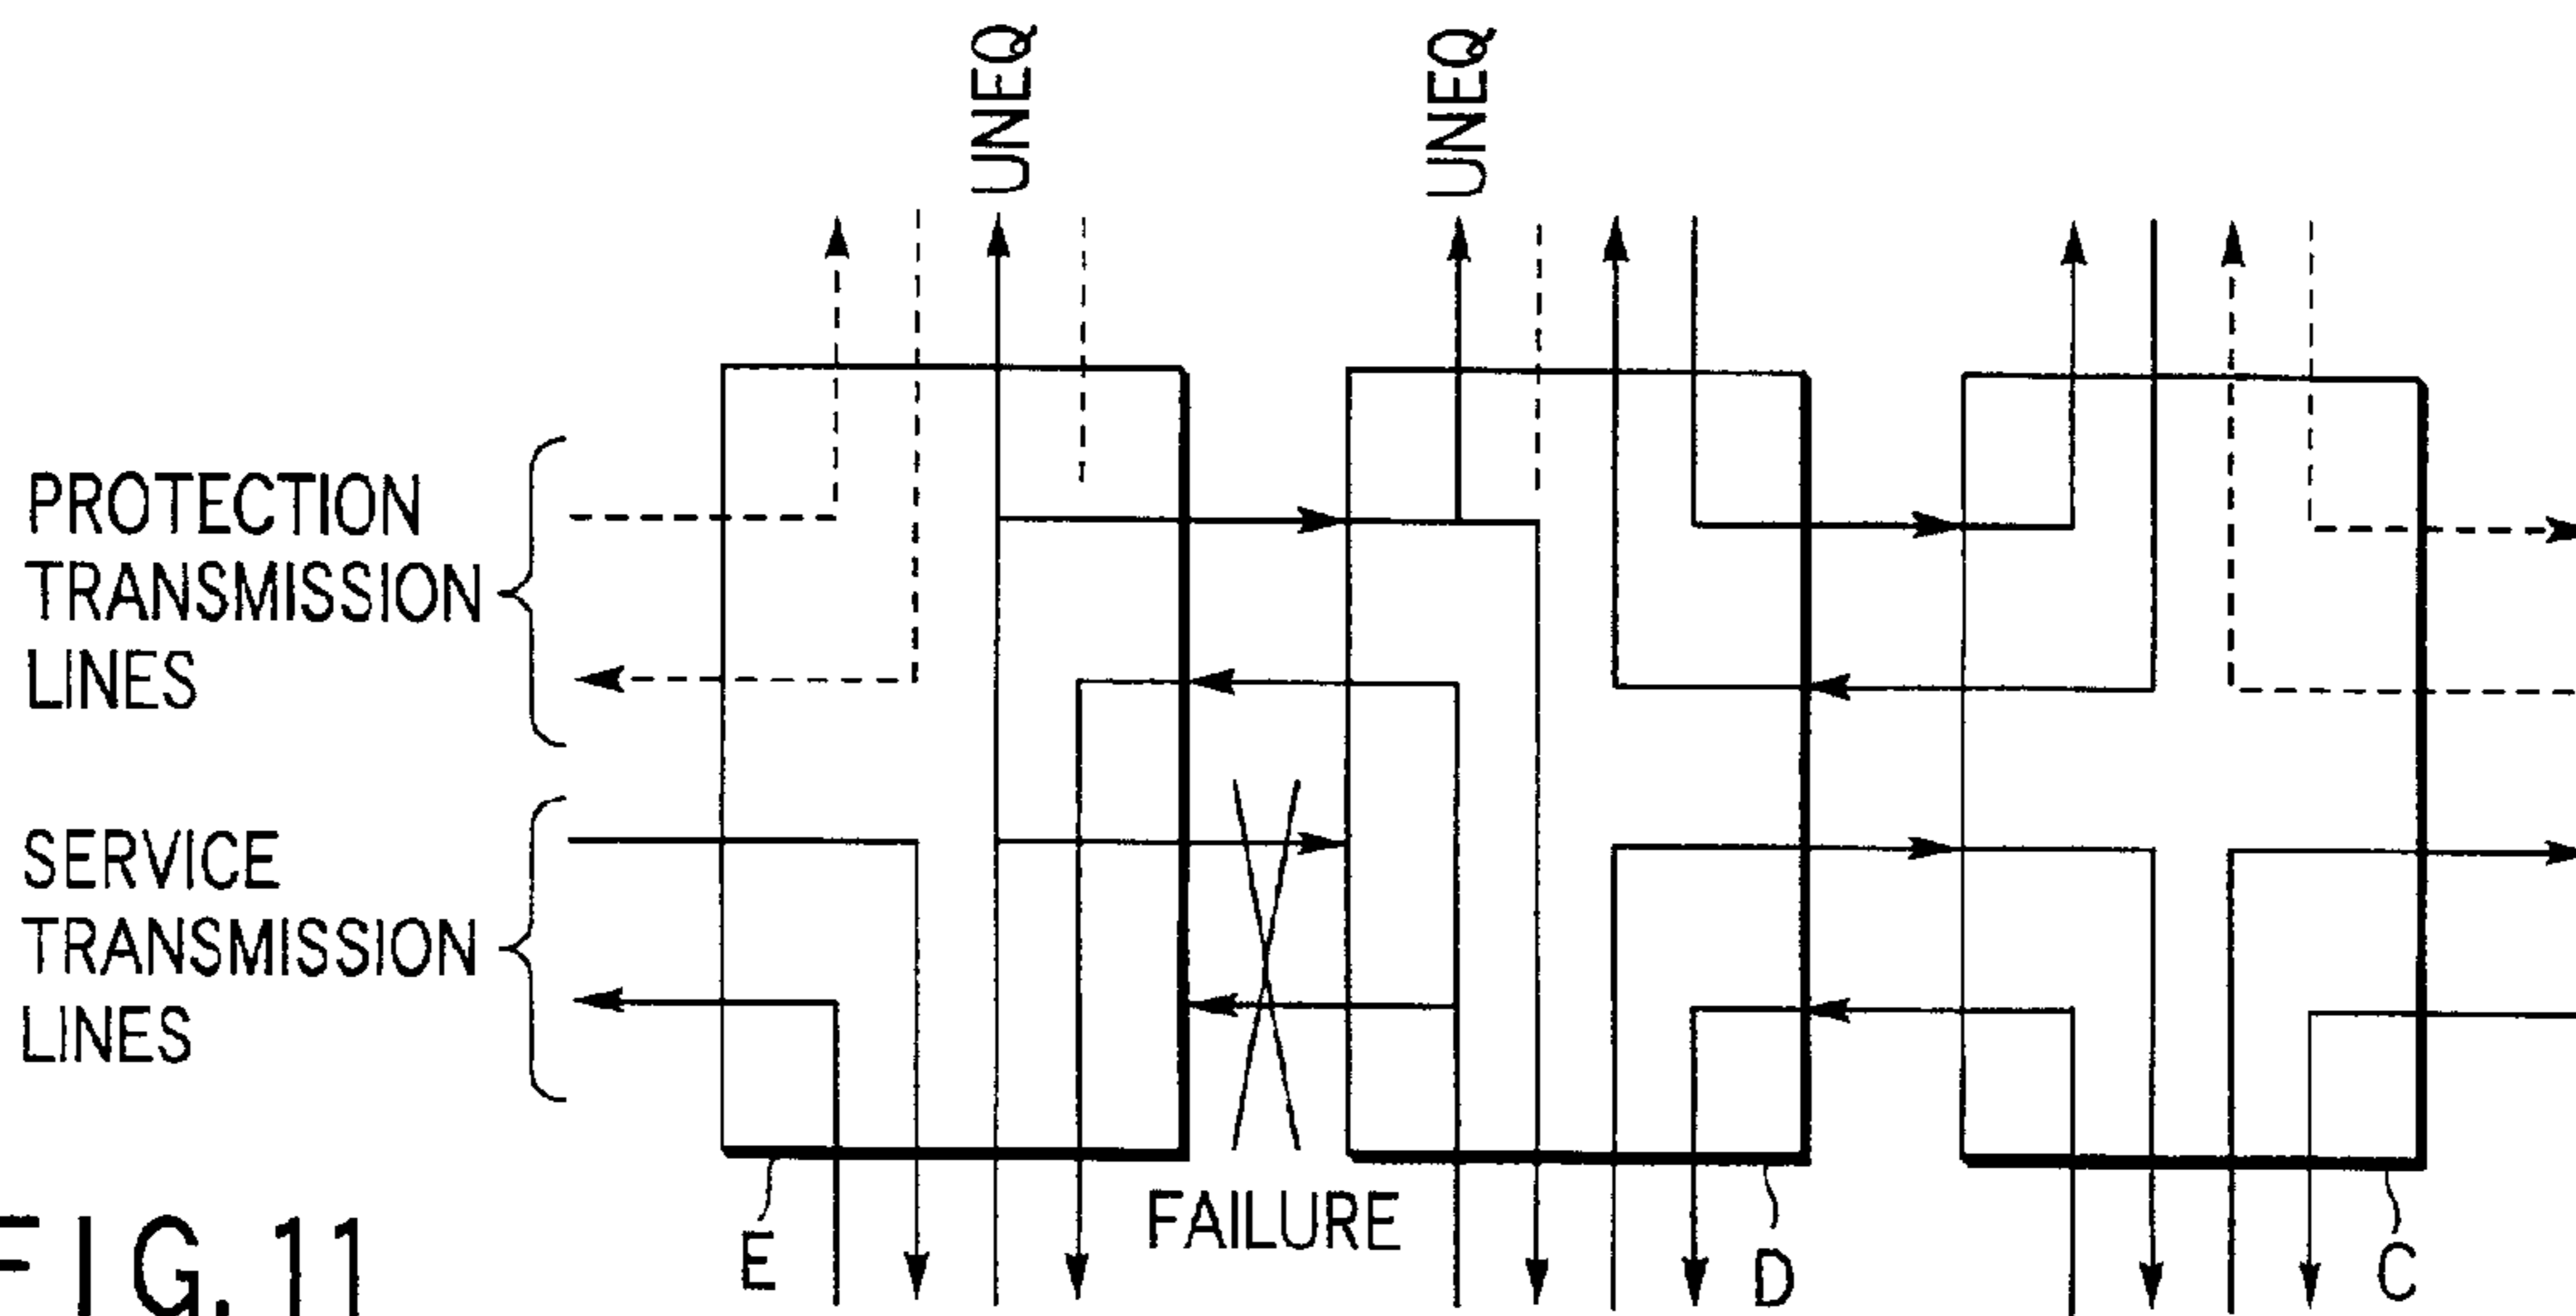 UNEQ
UNEQ
PROTECTION
TRANSMISSION
LINES
SERVICE
TRANSMISSION
LINES
FAILURE
E
D
C
FIG. 11